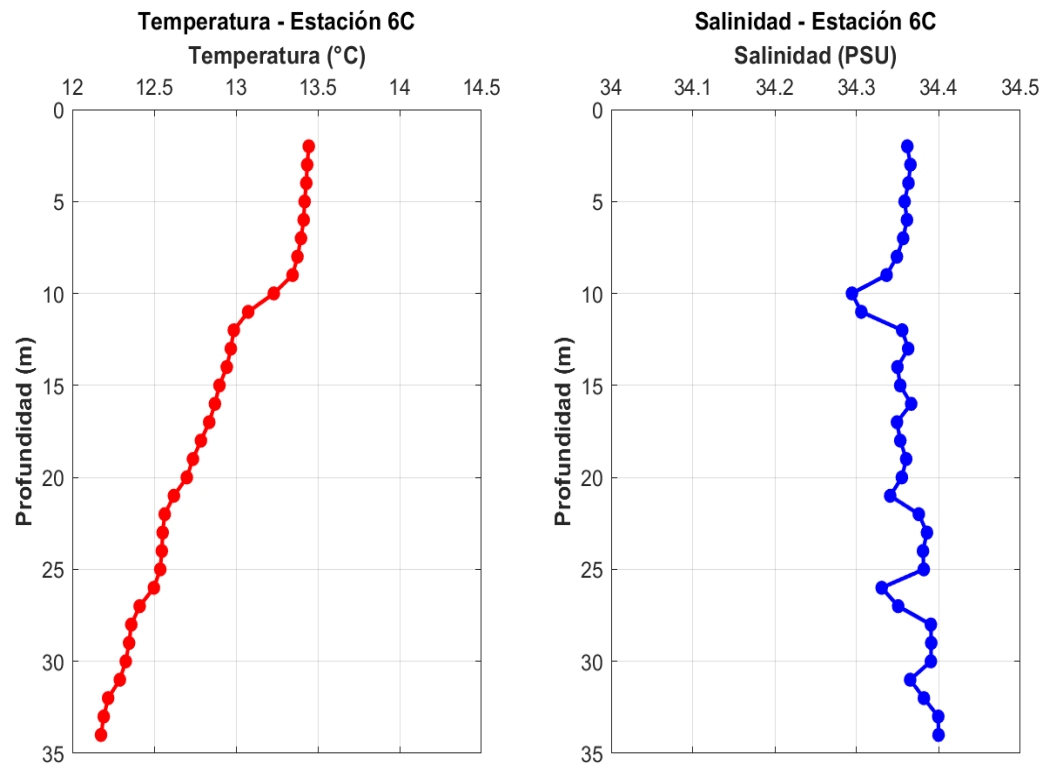 Temperatura - Estación 6C
Temperatura (°C)
12 12.5 13 13.5 14 14.5
0
5
10
15
20
25
30
35
Profundidad (m)
Salinidad - Estación 6C
Salinidad (PSU)
34 34.1 34.2 34.3 34.4 34.5
0
5
10
15
20
25
30
35
Profundidad (m)